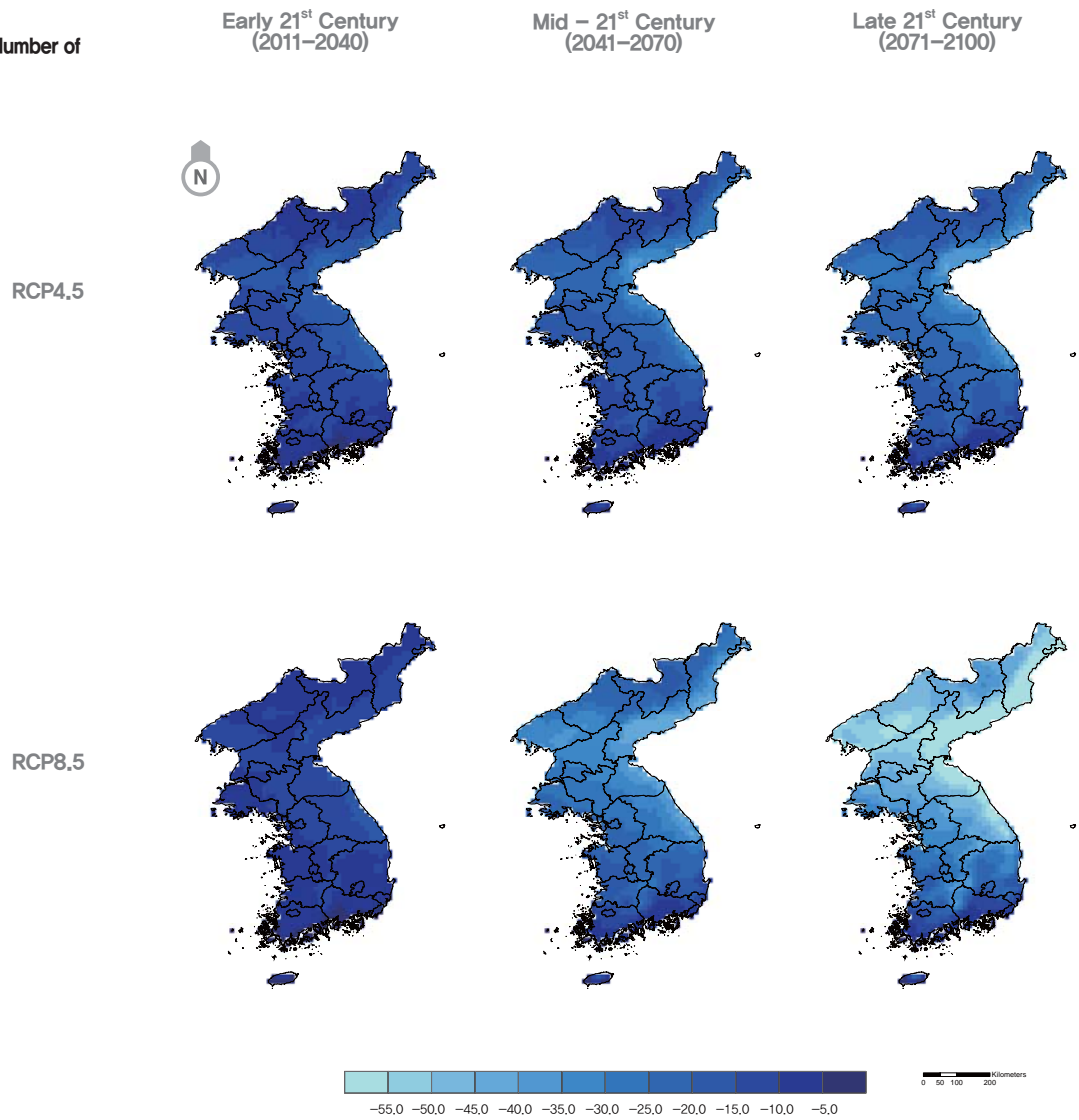 Early 21st Century
(2011–2040)
Mid – 21st Century
(2041–2070)
Late 21st Century
(2071–2100)
of
N
RCP4.5
RCP8.5
−55.0 −50.0 −45.0 −40.0 −35.0 −30.0 −25.0 −20.0 −15.0 −10.0 −5.0
Kilometers
0 50 100 200